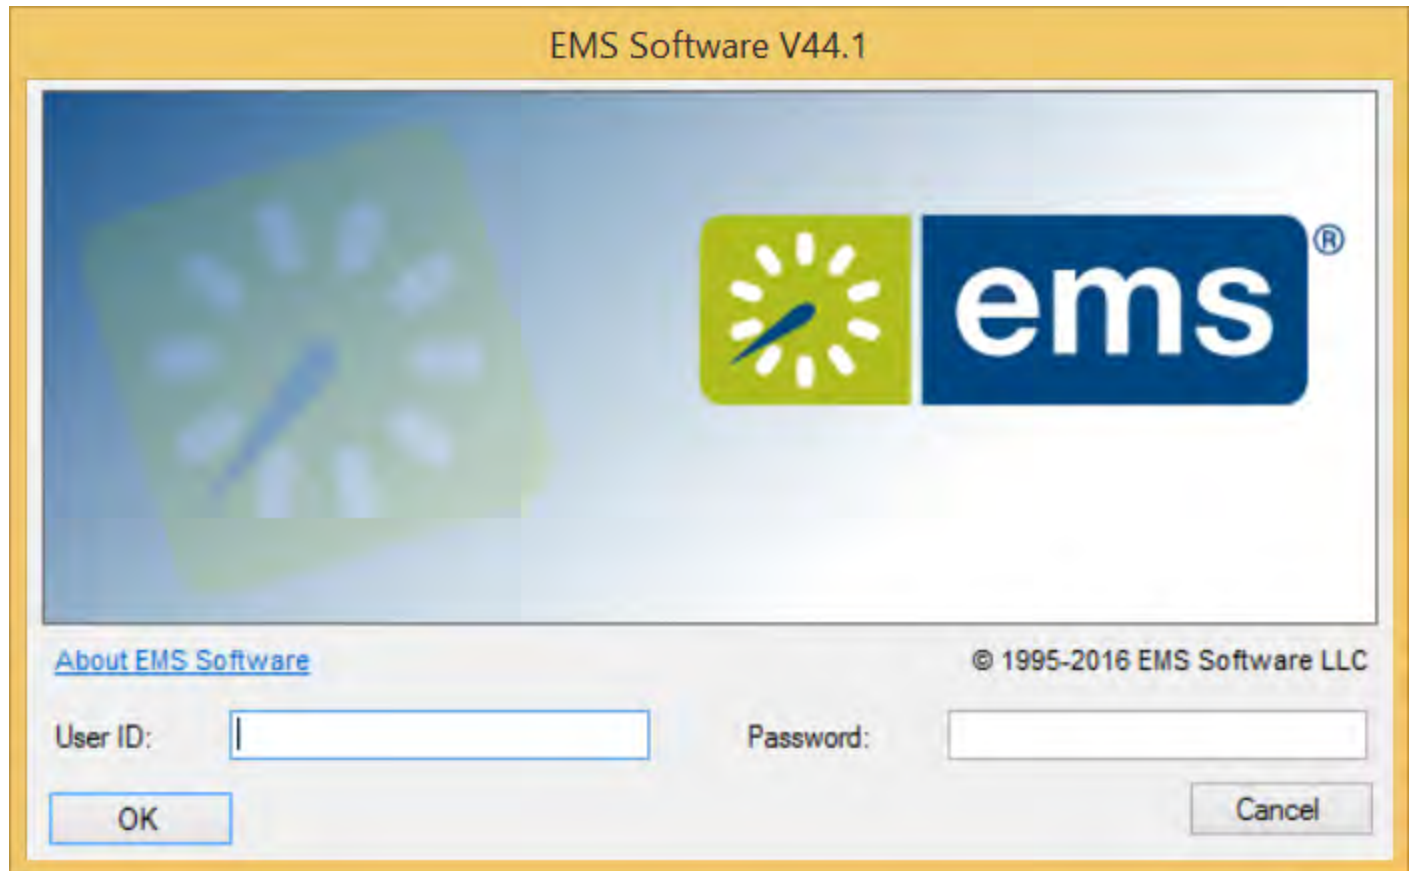 EMS Software V44.1
ems®
About EMS Software
© 1995-2016 EMS Software LLC
User ID:
Password:
OK
Cancel